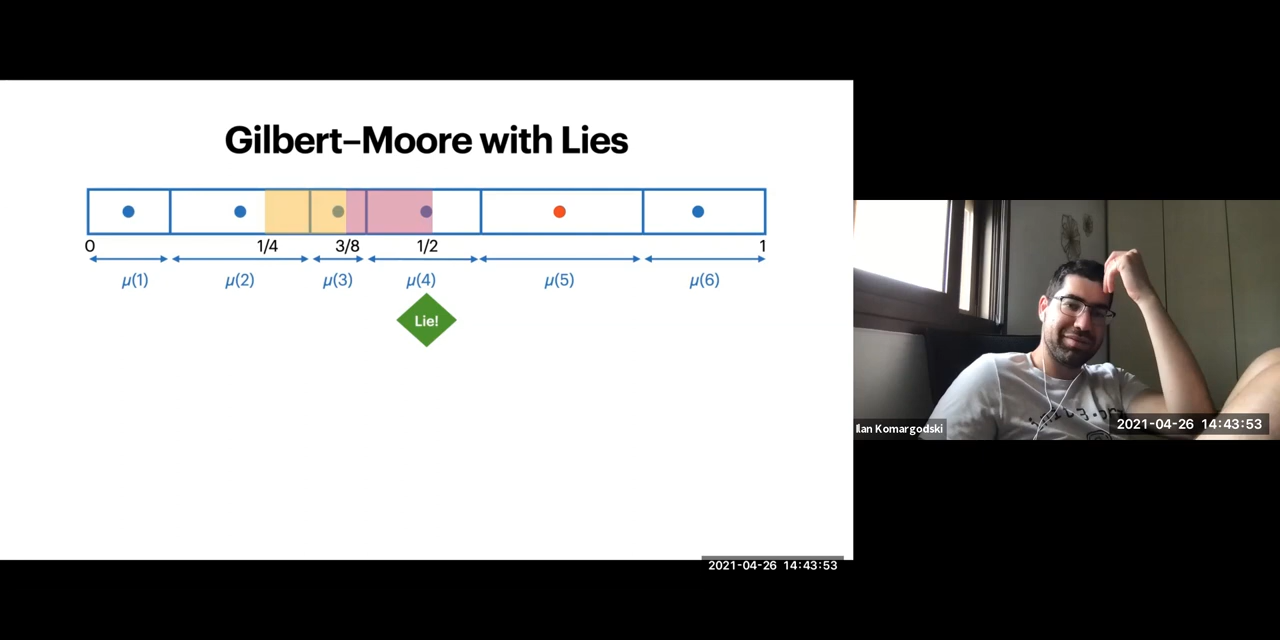 Gilbert–Moore with Lies
0 1/4 3/8 1/2 1
μ(1) μ(2) μ(3) μ(4) μ(5) μ(6)
Lie!
2021-04-26 14:43:53
Ilan Komargodski
2021-04-26 14:43:53